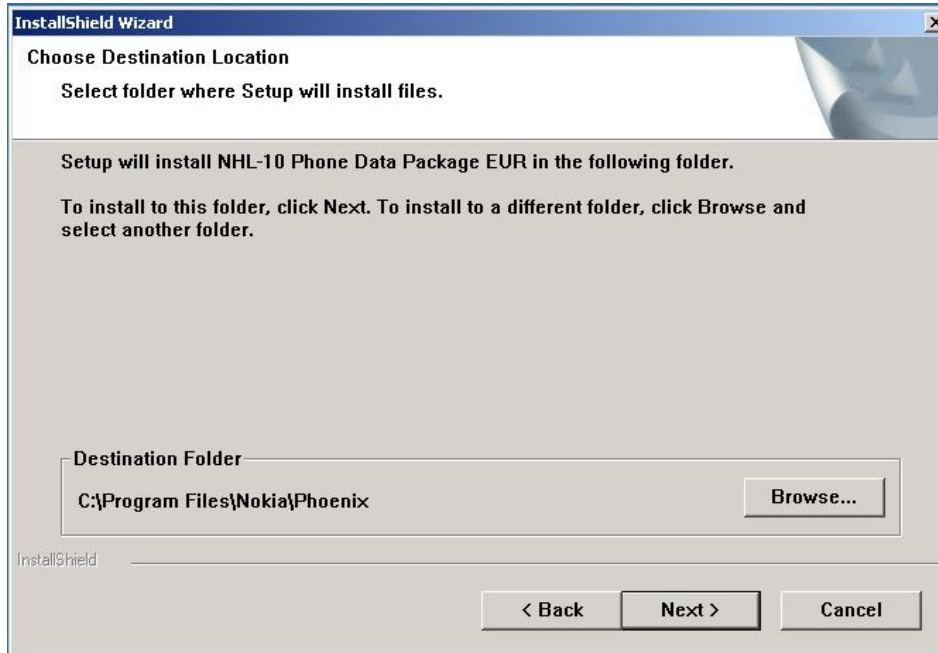 InstallShield Wizard
Choose Destination Location
Select folder where Setup will install files.
Setup will install NHL-10 Phone Data Package EUR in the following folder.
To install to this folder, click Next. To install to a different folder, click Browse and
select another folder.
Destination Folder
C:\Program Files\Nokia\Phoenix
Browse...
InstallShield
< Back
Next >
Cancel